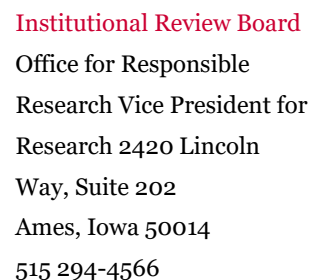 Institutional Review Board
Office for Responsible
Research Vice President for
Research 2420 Lincoln
Way, Suite 202
Ames, Iowa 50014
515 294-4566